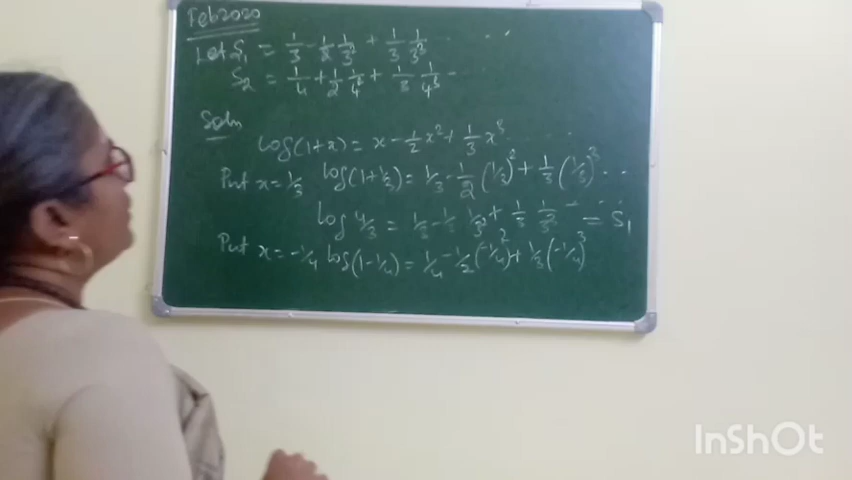 Feb 2020
Let S₁ = 1/3 - 1/2 1/3² + 1/3 1/3³ ...
S₂ = 1/4 + 1/2 1/4² + 1/3 1/4³ ...
Soln
log(1+x) = x - 1/2 x² + 1/3 x³ ...
Put x = 1/3 log(1+1/3) = 1/3 - 1/2 (1/3)² + 1/3 (1/3)³ ...
log 4/3 = 1/3 - 1/2 1/3² + 1/3 1/3³ ... = S₁
Put x = -1/4 log(1-1/4) = 1/4 - 1/2 (-1/4)² + 1/3 (-1/4)³
InShOt